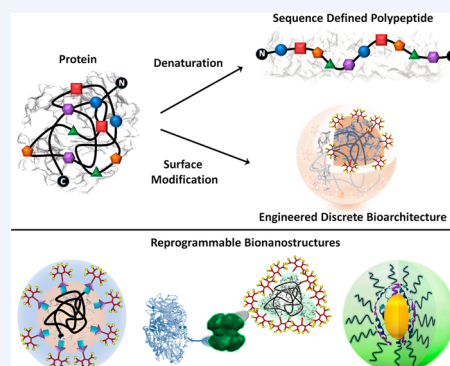 Sequence Defined Polypeptide
Protein
Denaturation
N
C
N
C
Surface
Modification
Engineered Discrete Bioarchitecture
Reprogrammable Bionanostructures